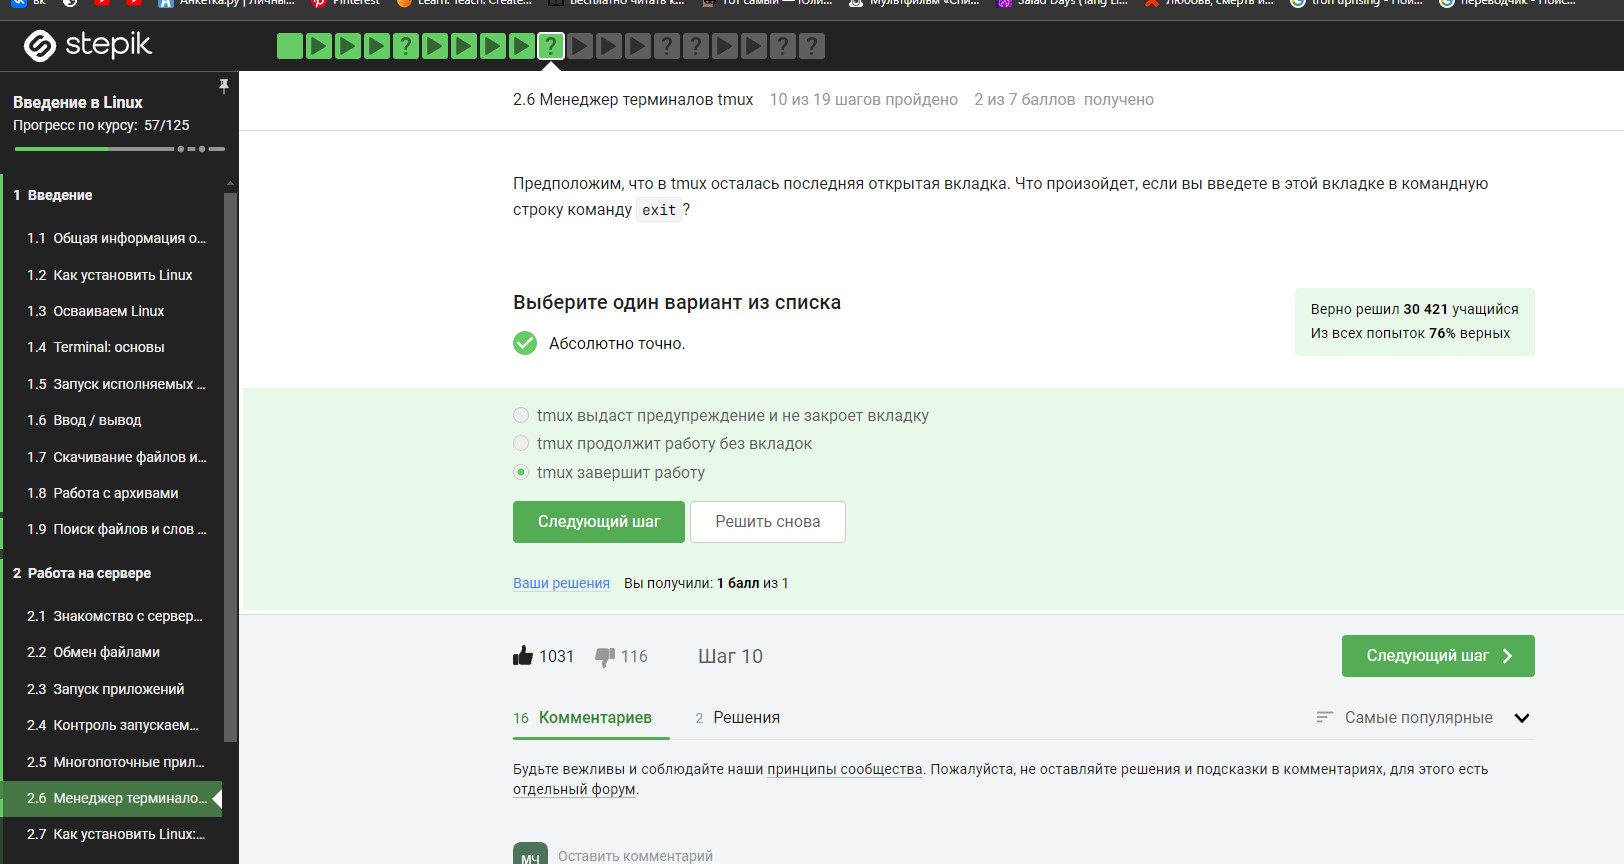 вк
Анкетка.ру | Личны...
Pinterest
Learn. Teach. Create...
Бесплатно читать к...
Тот самый — Юли...
Мультфильм «Спи...
Salad Days (Tang Li...
Любовь, смерть и...
tron uprising - Пои...
переводчик - Поис...
stepik
Введение в Linux
Прогресс по курсу: 57/125
1 Введение
1.1 Общая информация о...
1.2 Как установить Linux
1.3 Осваиваем Linux
1.4 Terminal: основы
1.5 Запуск исполняемых ...
1.6 Ввод / вывод
1.7 Скачивание файлов и...
1.8 Работа с архивами
1.9 Поиск файлов и слов ...
2 Работа на сервере
2.1 Знакомство с сервер...
2.2 Обмен файлами
2.3 Запуск приложений
2.4 Контроль запускаем...
2.5 Многопоточные прил...
2.6 Менеджер терминало...
2.7 Как установить Linux:...
2.6 Менеджер терминалов tmux 10 из 19 шагов пройдено 2 из 7 баллов получено
Предположим, что в tmux осталась последняя открытая вкладка. Что произойдет, если вы введете в этой вкладке в командную
строку команду exit ?
Выберите один вариант из списка
Абсолютно точно.
Верно решил 30 421 учащийся
Из всех попыток 76% верных
tmux выдаст предупреждение и не закроет вкладку
tmux продолжит работу без вкладок
tmux завершит работу
Следующий шаг Решить снова
Ваши решения Вы получили: 1 балл из 1
1031 116 Шаг 10 Следующий шаг
16 Комментариев 2 Решения Самые популярные
Будьте вежливы и соблюдайте наши принципы сообщества. Пожалуйста, не оставляйте решения и подсказки в комментариях, для этого есть
отдельный форум.
МЧ Оставить комментарий